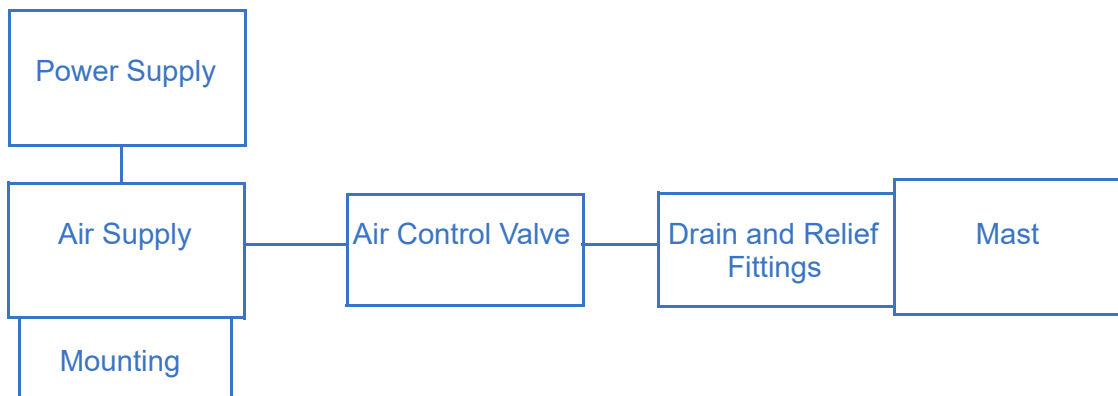 Power Supply
Air Supply
Air Control Valve
Drain and Relief
Fittings
Mast
Mounting